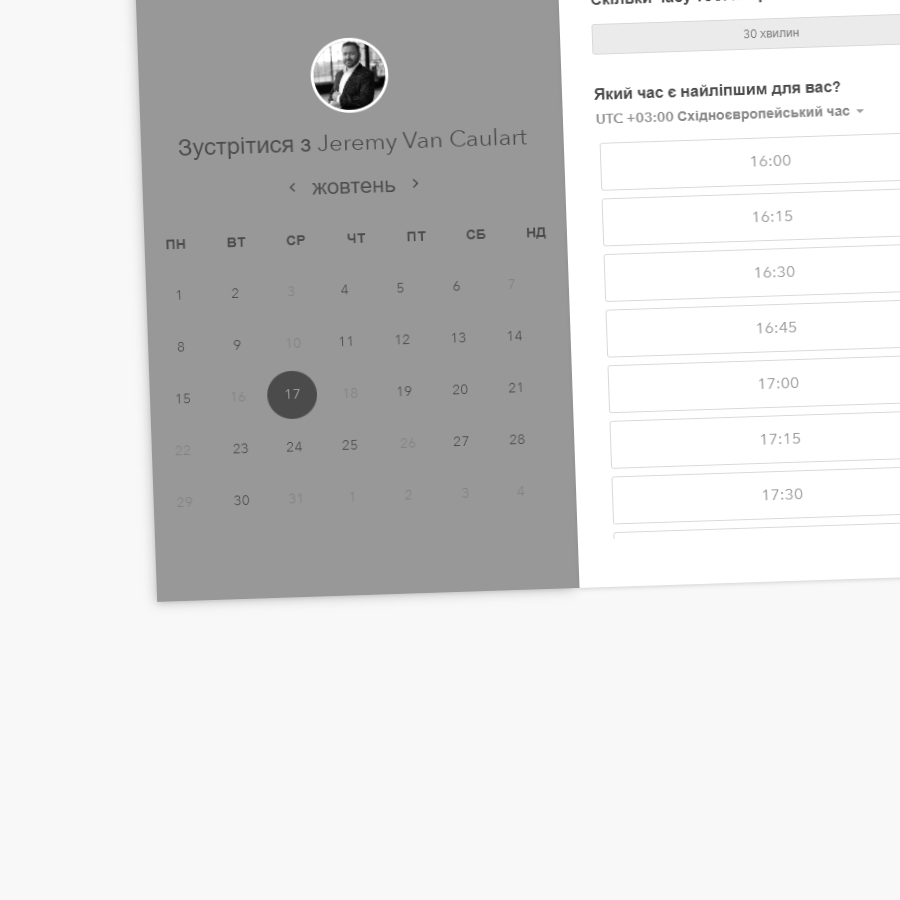 Зустрітися з Jeremy Van Caulart
‹ жовтень ›
ПН ВТ СР ЧТ ПТ СБ НД
1 2 3 4 5 6 7
8 9 10 11 12 13 14
15 16 17 18 19 20 21
22 23 24 25 26 27 28
29 30 31 1 2 3 4
Скільки часу
30 хвилин
Який час є найліпшим для вас?
UTC +03:00 Східноєвропейський час
16:00
16:15
16:30
16:45
17:00
17:15
17:30